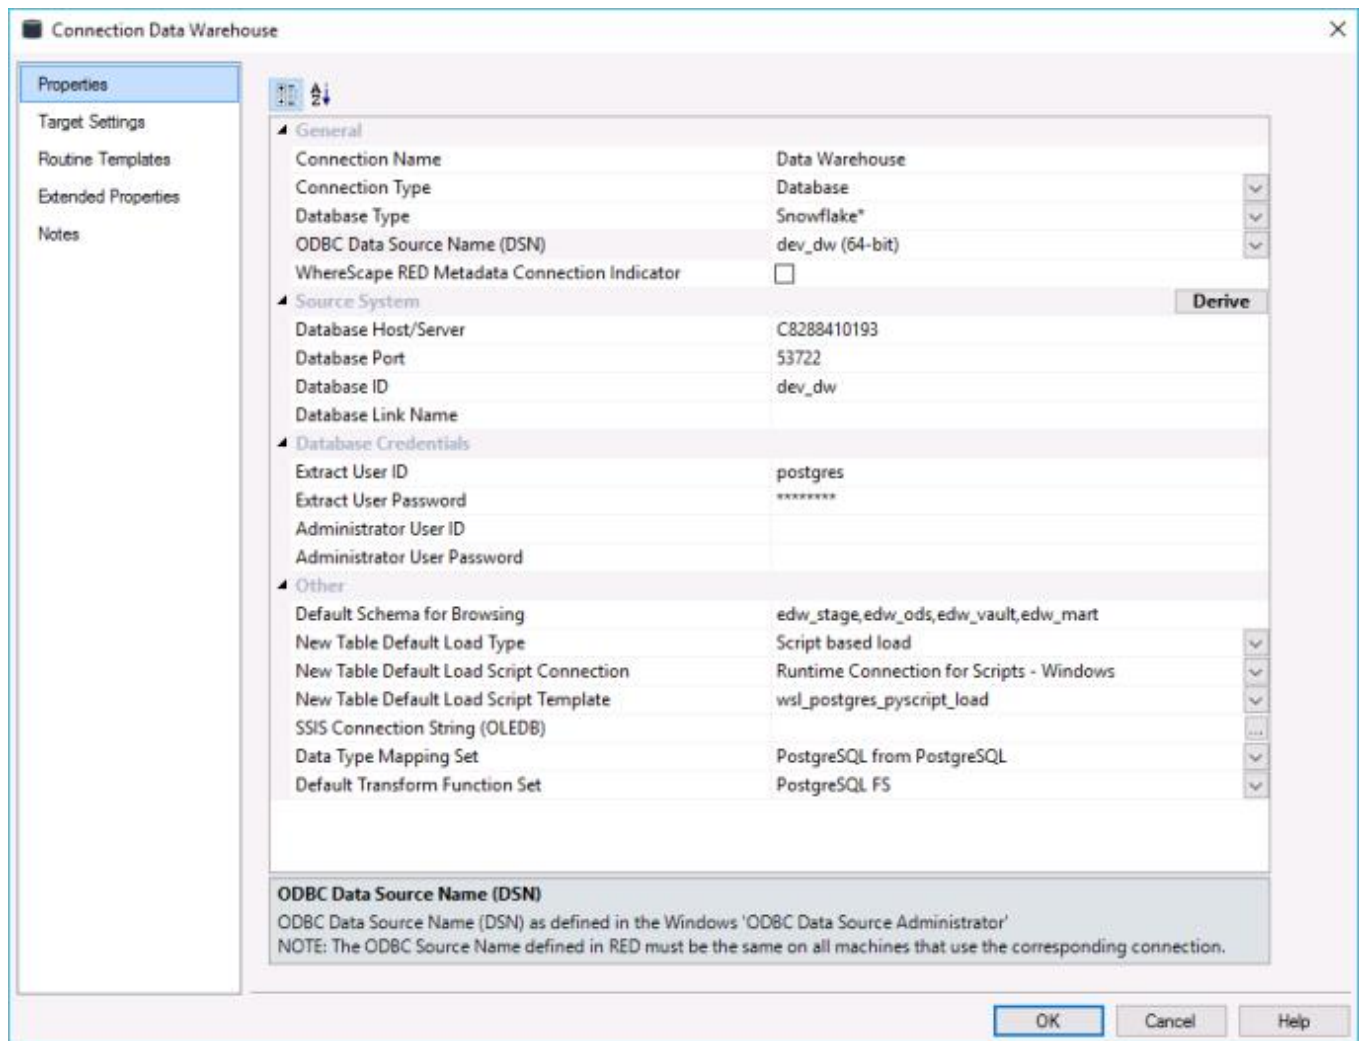 Connection Data Warehouse
Properties
Target Settings
Routine Templates
Extended Properties
Notes
General
Connection Name Data Warehouse
Connection Type Database
Database Type Snowflake*
ODBC Data Source Name (DSN) dev_dw (64-bit)
WhereScape RED Metadata Connection Indicator
Source System Derive
Database Host/Server C8288410193
Database Port 53722
Database ID dev_dw
Database Link Name
Database Credentials
Extract User ID postgres
Extract User Password ********
Administrator User ID
Administrator User Password
Other
Default Schema for Browsing edw_stage,edw_ods,edw_vault,edw_mart
New Table Default Load Type Script based load
New Table Default Load Script Connection Runtime Connection for Scripts - Windows
New Table Default Load Script Template wsl_postgres_pyscript_load
SSIS Connection String (OLEDB) ...
Data Type Mapping Set PostgreSQL from PostgreSQL
Default Transform Function Set PostgreSQL FS
ODBC Data Source Name (DSN)
ODBC Data Source Name (DSN) as defined in the Windows 'ODBC Data Source Administrator'
NOTE: The ODBC Source Name defined in RED must be the same on all machines that use the corresponding connection.
OK Cancel Help